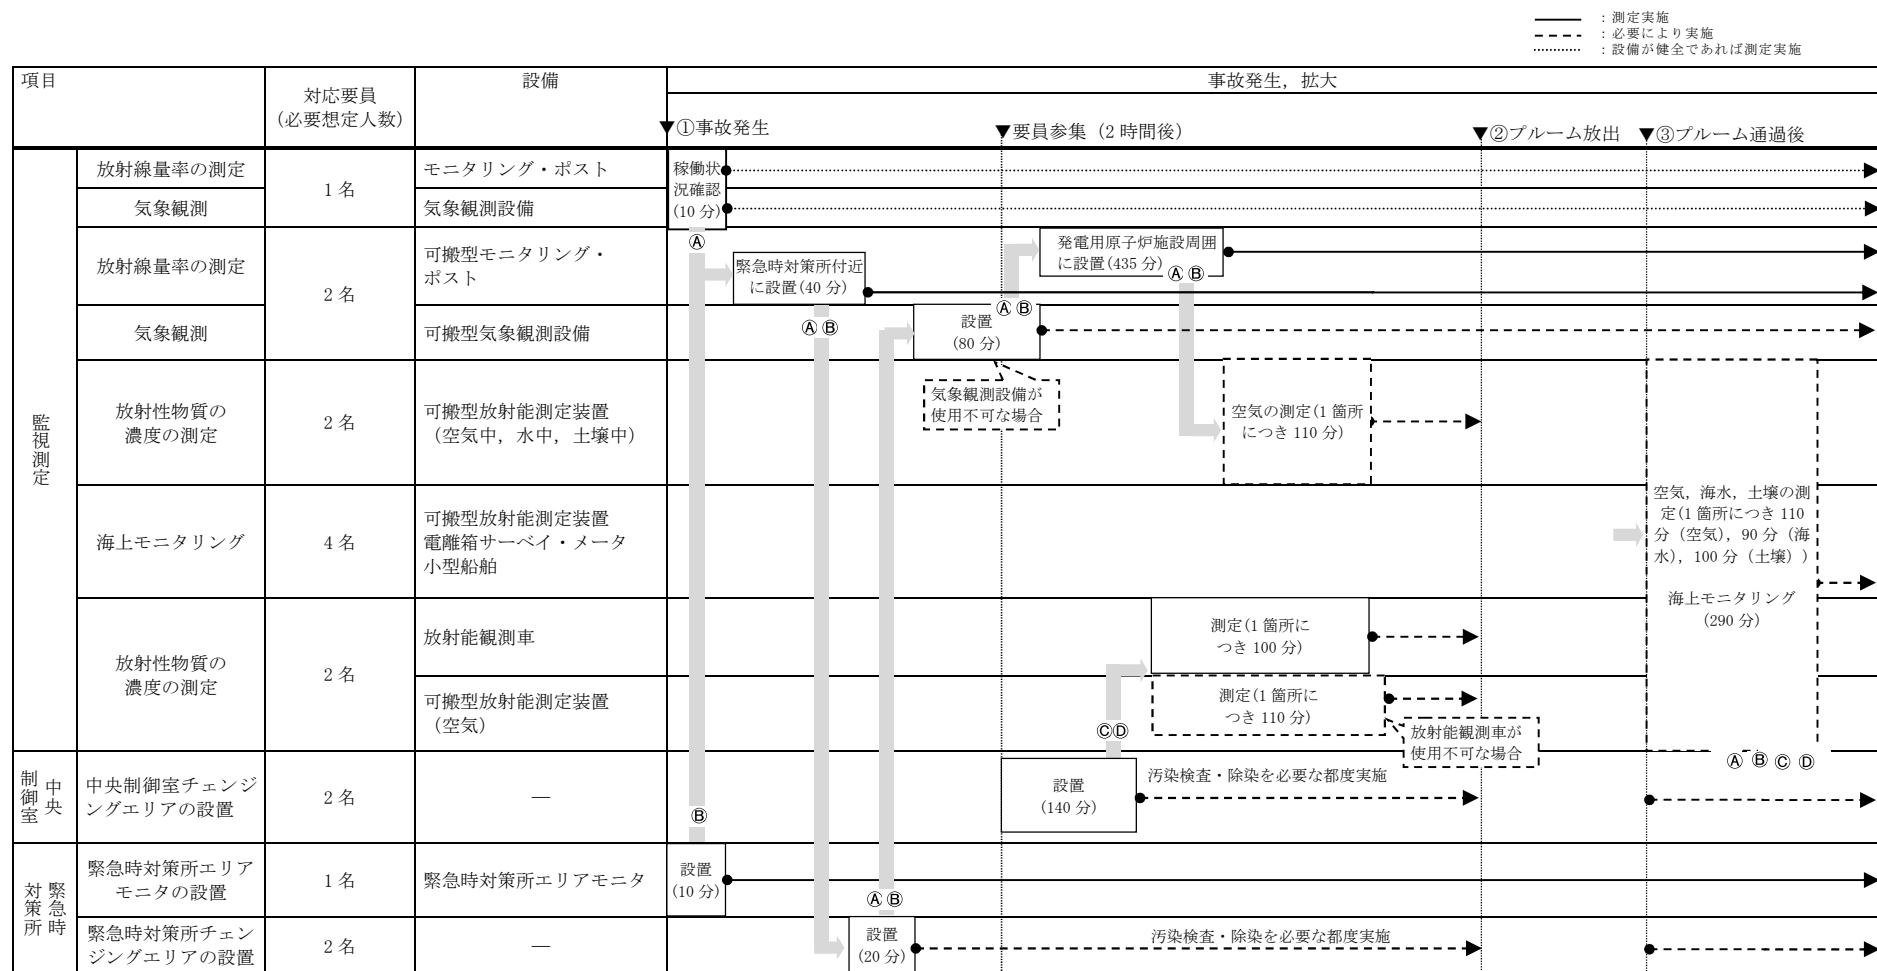 ：測定実施
：必要により実施
：設備が健全であれば測定実施
項目
対応要員
（必要想定人数）
設備
事故発生，拡大
▼①事故発生
▼要員参集（2 時間後）
▼②プルーム放出
▼③プルーム通過後
監視測定
放射線量率の測定
1 名
モニタリング・ポスト
稼働状
況確認
(10 分)
気象観測
気象観測設備
Ⓐ
放射線量率の測定
2 名
可搬型モニタリング・
ポスト
緊急時対策所付近
に設置(40 分)
発電用原子炉施設周囲
に設置(435 分)
Ⓐ Ⓑ
気象観測
可搬型気象観測設備
Ⓐ Ⓑ
設置
(80 分)
Ⓐ Ⓑ
気象観測設備が
使用不可な場合
放射性物質の
濃度の測定
2 名
可搬型放射能測定装置
（空気中，水中，土壌中）
空気の測定(1 箇所
につき 110 分)
海上モニタリング
4 名
可搬型放射能測定装置
電離箱サーベイ・メータ
小型船舶
空気，海水，土壌の測
定(1 箇所につき 110
分（空気），90 分（海
水），100 分（土壌））
海上モニタリング
(290 分)
放射性物質の
濃度の測定
2 名
放射能観測車
測定(1 箇所に
つき 100 分)
可搬型放射能測定装置
（空気）
測定(1 箇所に
つき 110 分)
ⒸⒹ
放射能観測車が
使用不可な場合
Ⓐ Ⓑ Ⓒ Ⓓ
中央
制御室
中央制御室チェンジ
ングエリアの設置
2 名
―
Ⓑ
設置
(140 分)
汚染検査・除染を必要な都度実施
緊急時
対策所
緊急時対策所エリア
モニタの設置
1 名
緊急時対策所エリアモニタ
設置
(10 分)
Ⓐ Ⓑ
緊急時対策所チェン
ジングエリアの設置
2 名
―
設置
(20 分)
汚染検査・除染を必要な都度実施